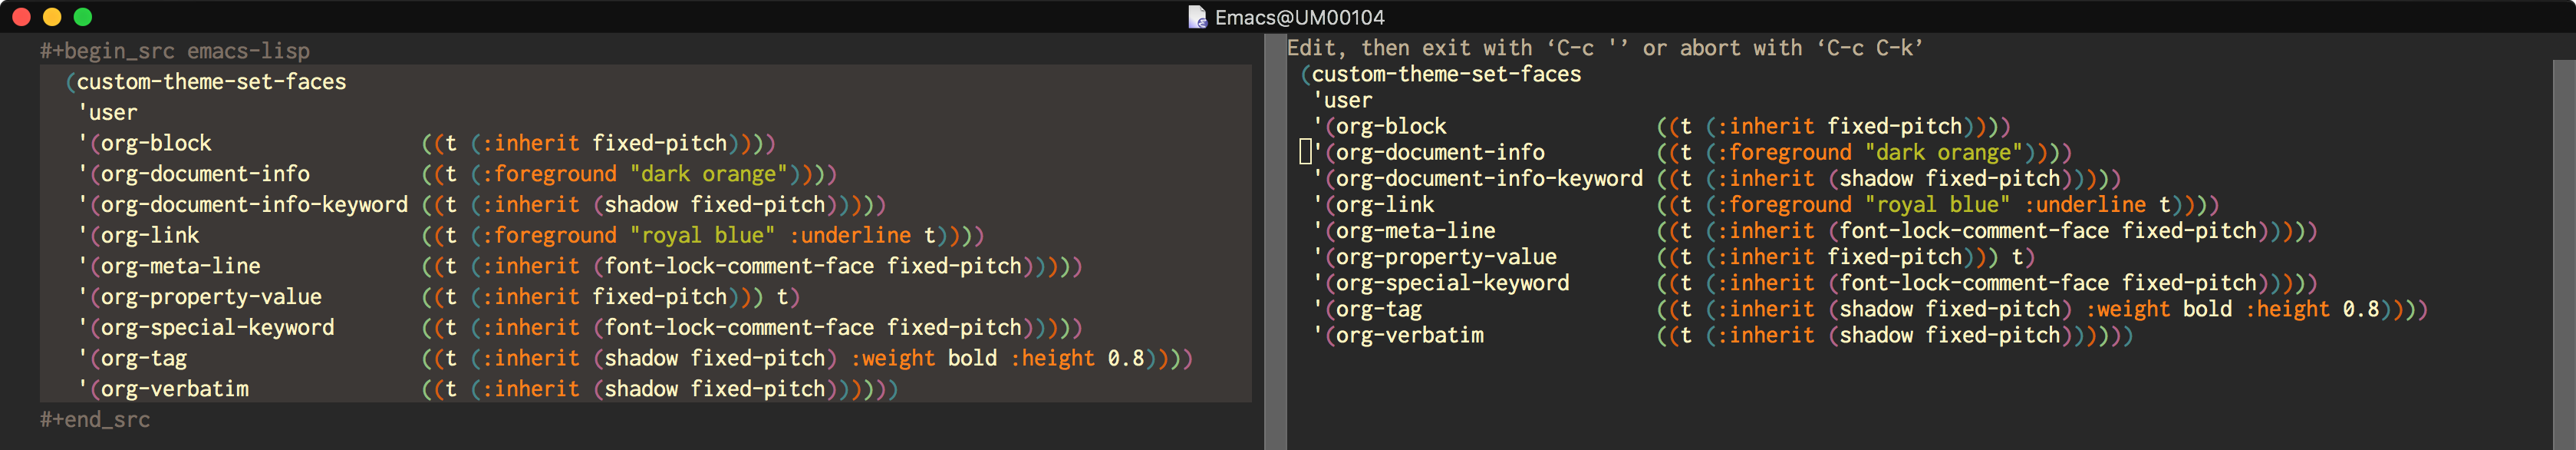 Emacs@UM00104
#+begin_src emacs-lisp
  (custom-theme-set-faces
   'user
   '(org-block                 ((t (:inherit fixed-pitch))))
   '(org-document-info         ((t (:foreground "dark orange"))))
   '(org-document-info-keyword ((t (:inherit (shadow fixed-pitch)))))
   '(org-link                  ((t (:foreground "royal blue" :underline t))))
   '(org-meta-line             ((t (:inherit (font-lock-comment-face fixed-pitch)))))
   '(org-property-value        ((t (:inherit fixed-pitch))) t)
   '(org-special-keyword       ((t (:inherit (font-lock-comment-face fixed-pitch)))))
   '(org-tag                   ((t (:inherit (shadow fixed-pitch) :weight bold :height 0.8))))
   '(org-verbatim              ((t (:inherit (shadow fixed-pitch))))))
#+end_src
Edit, then exit with ‘C-c '’ or abort with ‘C-c C-k’
 (custom-theme-set-faces
  'user
  '(org-block                 ((t (:inherit fixed-pitch))))
  '(org-document-info         ((t (:foreground "dark orange"))))
  '(org-document-info-keyword ((t (:inherit (shadow fixed-pitch)))))
  '(org-link                  ((t (:foreground "royal blue" :underline t))))
  '(org-meta-line             ((t (:inherit (font-lock-comment-face fixed-pitch)))))
  '(org-property-value        ((t (:inherit fixed-pitch))) t)
  '(org-special-keyword       ((t (:inherit (font-lock-comment-face fixed-pitch)))))
  '(org-tag                   ((t (:inherit (shadow fixed-pitch) :weight bold :height 0.8))))
  '(org-verbatim              ((t (:inherit (shadow fixed-pitch))))))